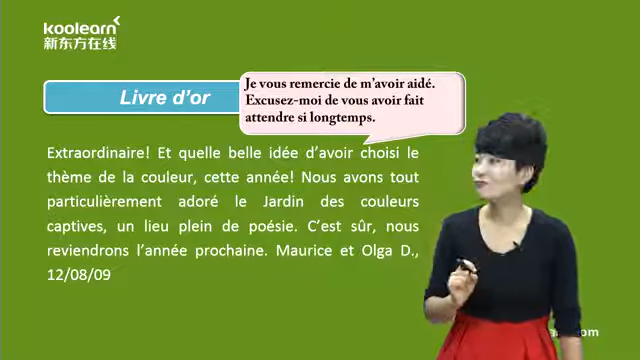 koolearn
新东方在线
Livre d'or
Je vous remercie de m'avoir aidé.
Excusez-moi de vous avoir fait
attendre si longtemps.
Extraordinaire! Et quelle belle idée d'avoir choisi le
thème de la couleur, cette année! Nous avons tout
particulièrement adoré le Jardin des couleurs
captives, un lieu plein de poésie. C'est sûr, nous
reviendrons l'année prochaine. Maurice et Olga D.,
12/08/09